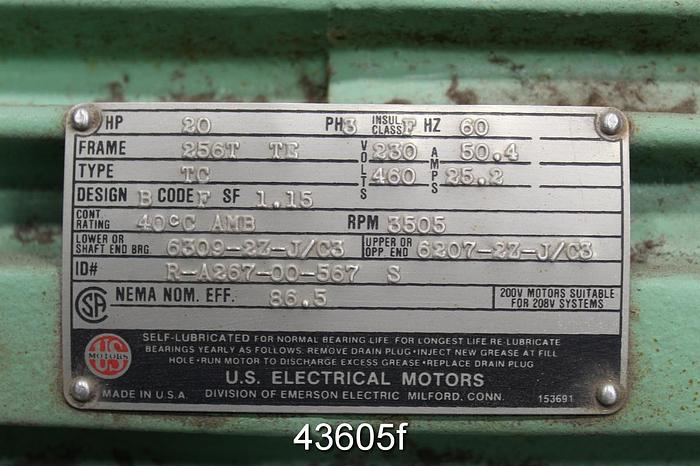 HP 20 PH 3 INSUL CLASS F HZ 60
FRAME 256T TE VOLTS 230 AMPS 50.4
TYPE TC 460 25.2
DESIGN B CODE F SF 1.15
CONT. RATING 40°C AMB RPM 3505
LOWER OR SHAFT END BRG. 6309-2Z-J/C3 UPPER OR OPP. END 6207-2Z-J/C3
ID# R-A267-00-567 S
SA NEMA NOM. EFF. 86.5 200V MOTORS SUITABLE
FOR 208V SYSTEMS
US MOTORS
SELF-LUBRICATED FOR NORMAL BEARING LIFE. FOR LONGEST LIFE RE-LUBRICATE
BEARINGS YEARLY AS FOLLOWS: REMOVE DRAIN PLUG • INJECT NEW GREASE AT FILL
HOLE • RUN MOTOR TO DISCHARGE EXCESS GREASE • REPLACE DRAIN PLUG
U.S. ELECTRICAL MOTORS
MADE IN U.S.A. DIVISION OF EMERSON ELECTRIC MILFORD, CONN. 153691
43605f